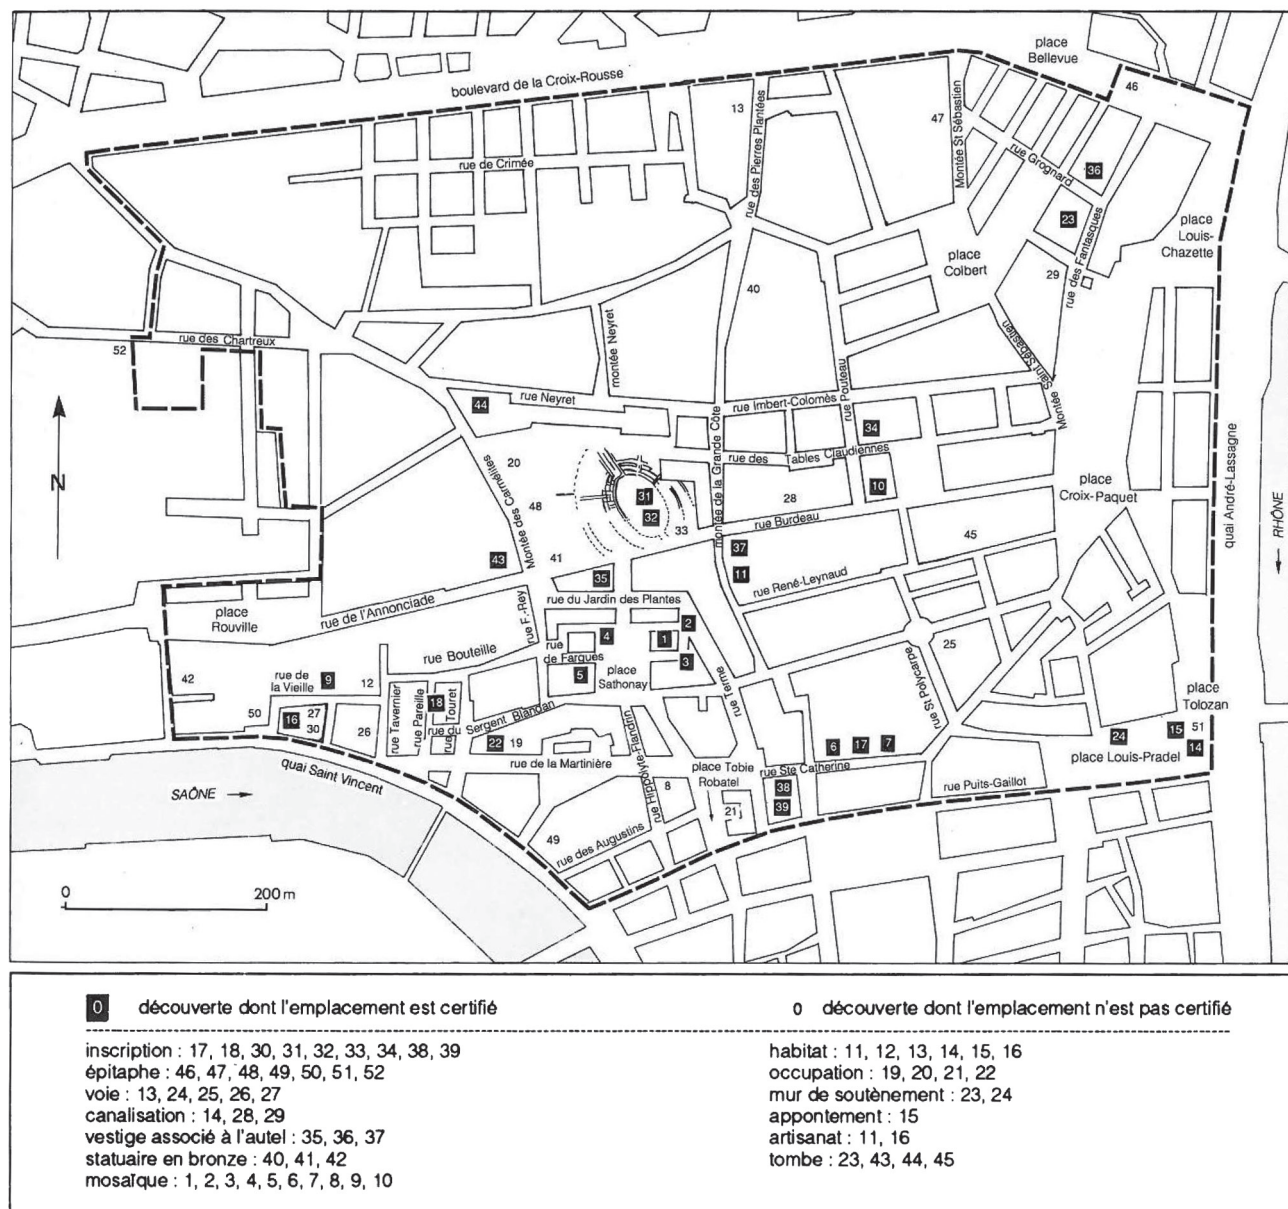 place
Bellevue
46
boulevard de la Croix-Rousse
13
47
rue des Pierres Plantées
Montée St Sébastien
rue de Crimée
rue Grognard
36
23
place
Louis-
Chazette
place
Colbert
rue des Fantasques
29
40
52
rue des Chartreux
montée Neyret
Montée Saint Sébastien
44
rue Neyret
rue Imbert-Colomès
rue Pouteau
34
rue des Tables Claudiennes
N
Montée des Carmélites
20
31
montée de la Grande Côte
10
place
Croix-Paquet
quai André-Lassagne
RHÔNE
48
32
33
28
rue Burdeau
43
41
37
45
35
11
rue René-Leynaud
rue du Jardin des Plantes
place
Rouville
rue de l'Annonciade
rue F.-Rey
2
4
1
rue Bouteille
rue
de Fargues
3
25
rue St Polycarpe
42
rue de
la Vieille
9
12
5
place
Sathonay
rue Terme
place
Tolozan
18
rue Tavernier
rue Pareille
rue Touret
rue du Sergent Blandan
50
16
27
30
26
22
19
rue Hippolyte-Flandrin
6
17
7
24
15
51
14
rue de la Martinière
place Tobie
Robatel
rue Ste Catherine
place Louis-Pradel
quai Saint Vincent
SAÔNE
8
38
rue Puits-Gaillot
21
39
49
rue des Augustins
0
200 m
0 découverte dont l'emplacement est certifié
0 découverte dont l'emplacement n'est pas certifié
inscription : 17, 18, 30, 31, 32, 33, 34, 38, 39
épitaphe : 46, 47, 48, 49, 50, 51, 52
voie : 13, 24, 25, 26, 27
canalisation : 14, 28, 29
vestige associé à l'autel : 35, 36, 37
statuaire en bronze : 40, 41, 42
mosaïque : 1, 2, 3, 4, 5, 6, 7, 8, 9, 10
habitat : 11, 12, 13, 14, 15, 16
occupation : 19, 20, 21, 22
mur de soutènement : 23, 24
appontement : 15
artisanat : 11, 16
tombe : 23, 43, 44, 45